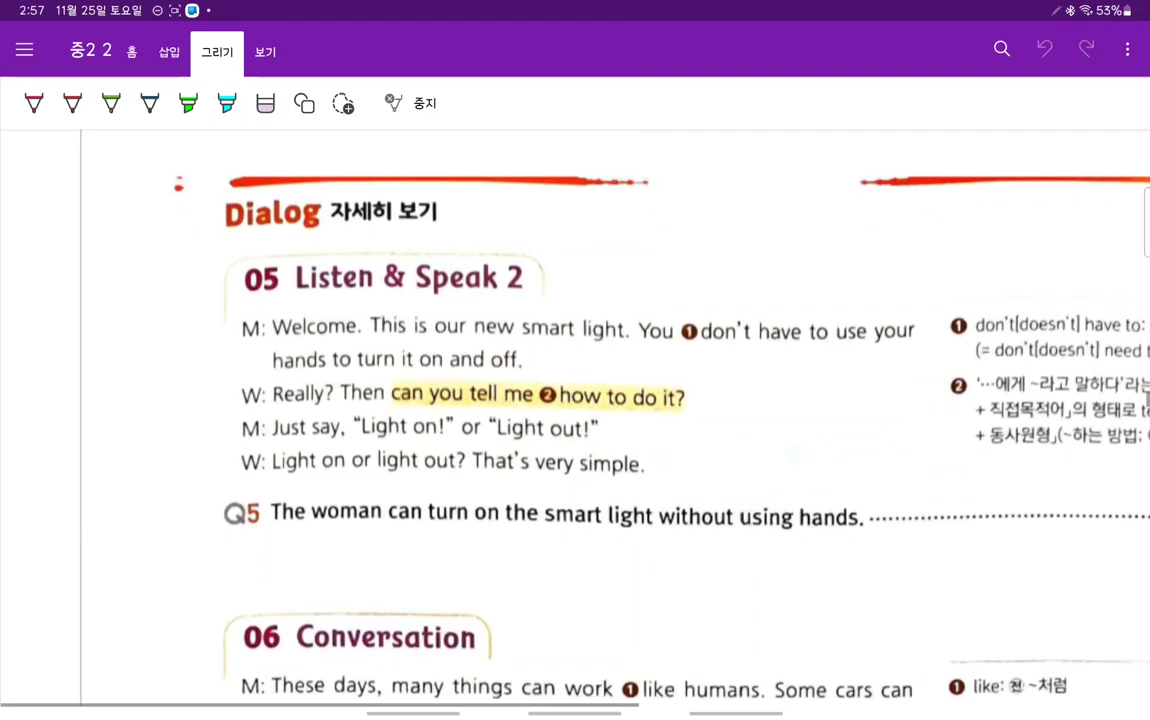 2:57 11월 25일 토요일 53%
중2 2 홈 삽입 그리기 보기
중지
Dialog 자세히 보기
05 Listen & Speak 2
M: Welcome. This is our new smart light. You ❶don't have to use your
hands to turn it on and off.
W: Really? Then can you tell me ❷how to do it?
M: Just say, “Light on!” or “Light out!”
W: Light on or light out? That's very simple.
Q5 The woman can turn on the smart light without using hands.
❶ don't[doesn't] have to:
(= don't[doesn't] need
❷ '…에게 ~라고 말하다'라는
+ 직접목적어」의 형태로
+ 동사원형」(~하는 방법;
06 Conversation
M: These days, many things can work ❶like humans. Some cars can
❶ like: 전 ~처럼